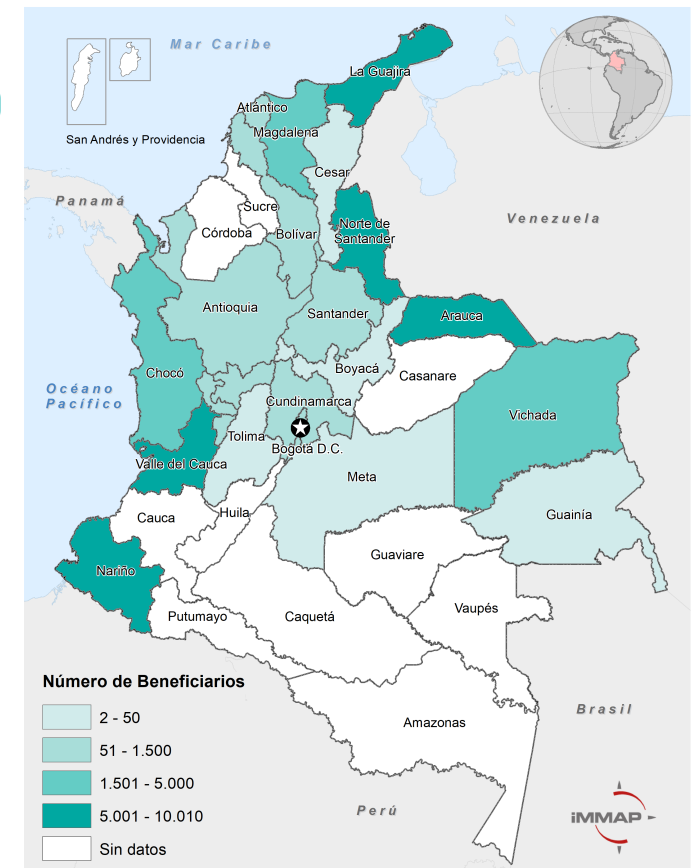 Mar Caribe
La Guajira
Atlántico
Magdalena
San Andrés y Providencia
Cesar
Panamá
Sucre
Venezuela
Córdoba
Bolívar
Norte de
Santander
Antioquia
Santander
Arauca
Chocó
Boyacá
Casanare
Océano
Pacífico
Cundinamarca
Vichada
Tolima
Bogotá D.C.
Valle del Cauca
Meta
Cauca
Huila
Guainía
Guaviare
Nariño
Putumayo
Caquetá
Vaupés
Número de Beneficiarios
2 - 50
51 - 1.500
1.501 - 5.000
5.001 - 10.010
Sin datos
Amazonas
Brasil
Perú
iMMAP